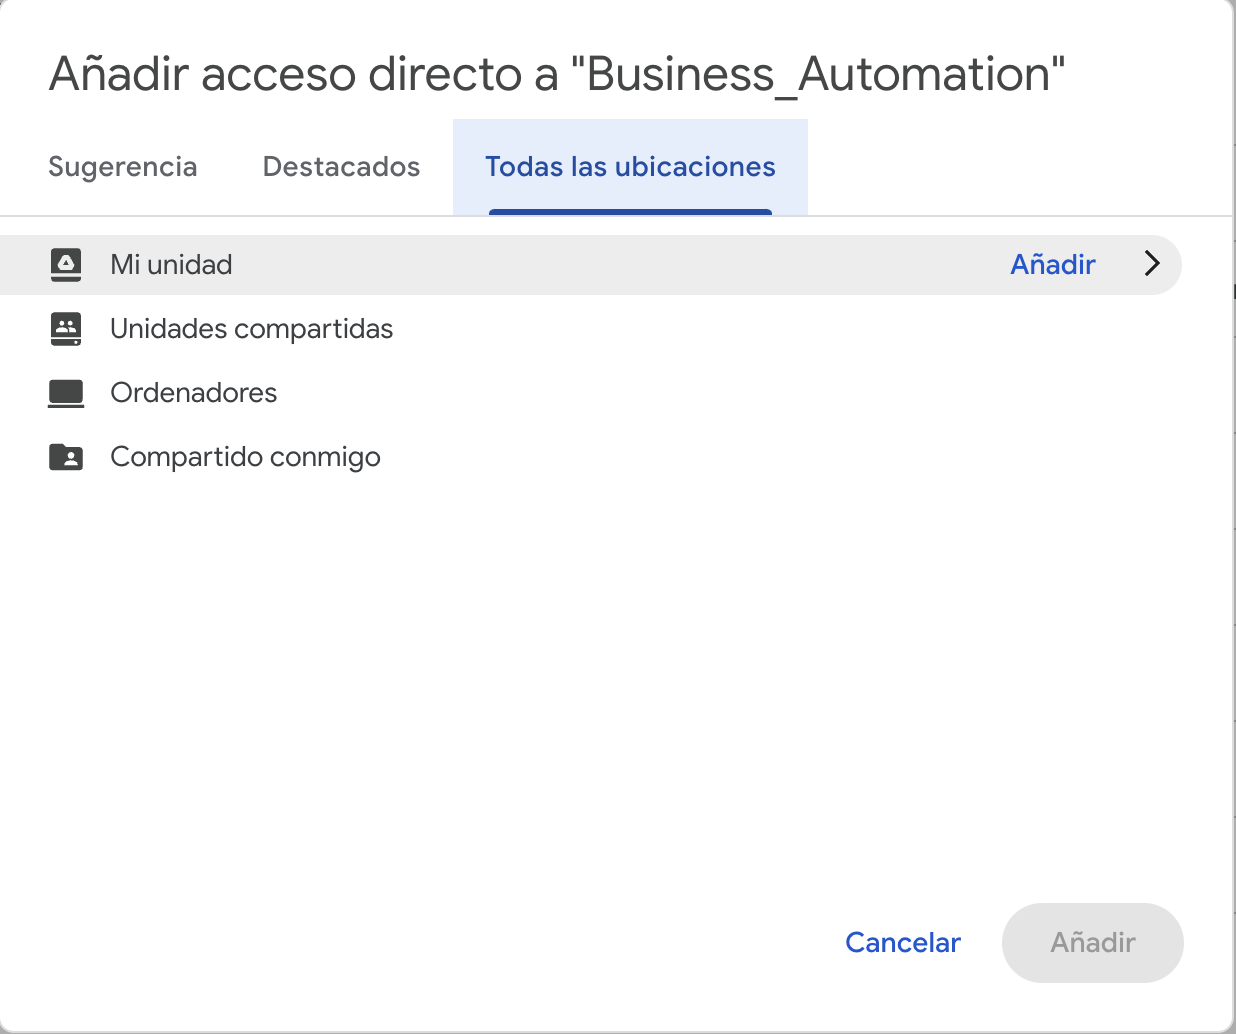 Añadir acceso directo a "Business_Automation"
Sugerencia Destacados Todas las ubicaciones
Mi unidad Añadir
Unidades compartidas
Ordenadores
Compartido conmigo
Cancelar Añadir